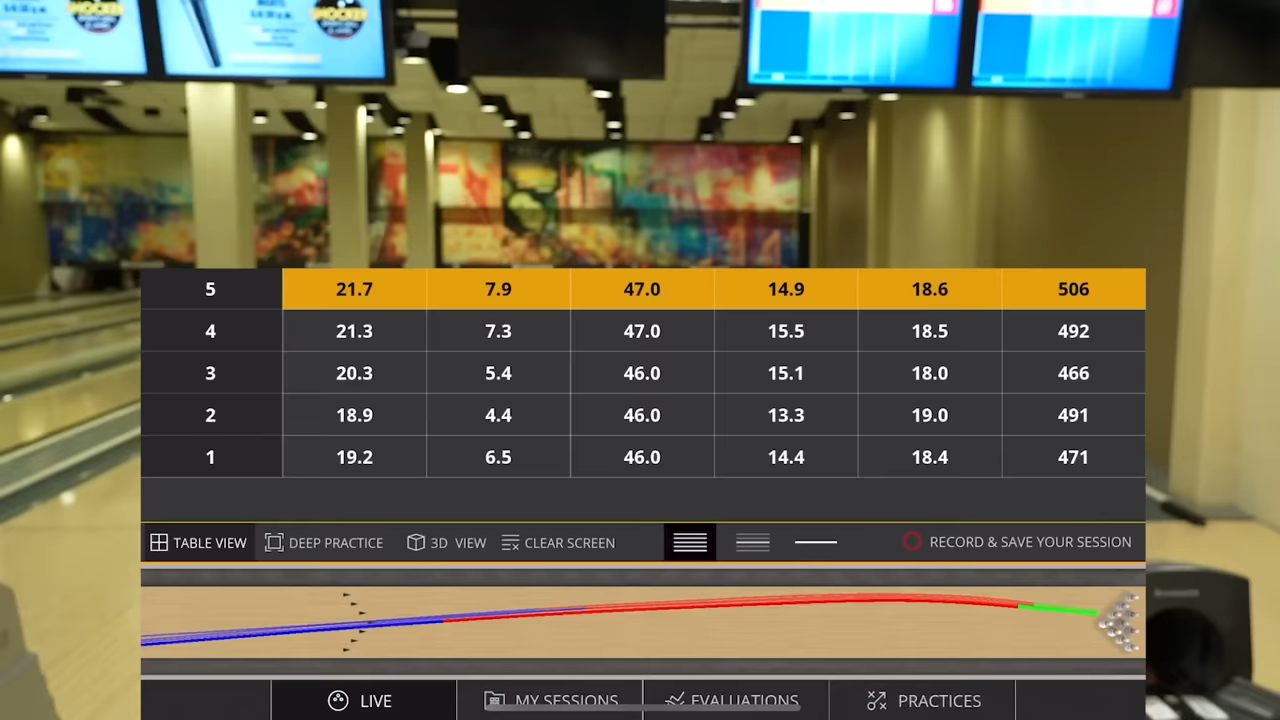 5 21.7 7.9 47.0 14.9 18.6 506
4 21.3 7.3 47.0 15.5 18.5 492
3 20.3 5.4 46.0 15.1 18.0 466
2 18.9 4.4 46.0 13.3 19.0 491
1 19.2 6.5 46.0 14.4 18.4 471
TABLE VIEW DEEP PRACTICE 3D VIEW CLEAR SCREEN RECORD & SAVE YOUR SESSION
LIVE MY SESSIONS EVALUATIONS PRACTICES